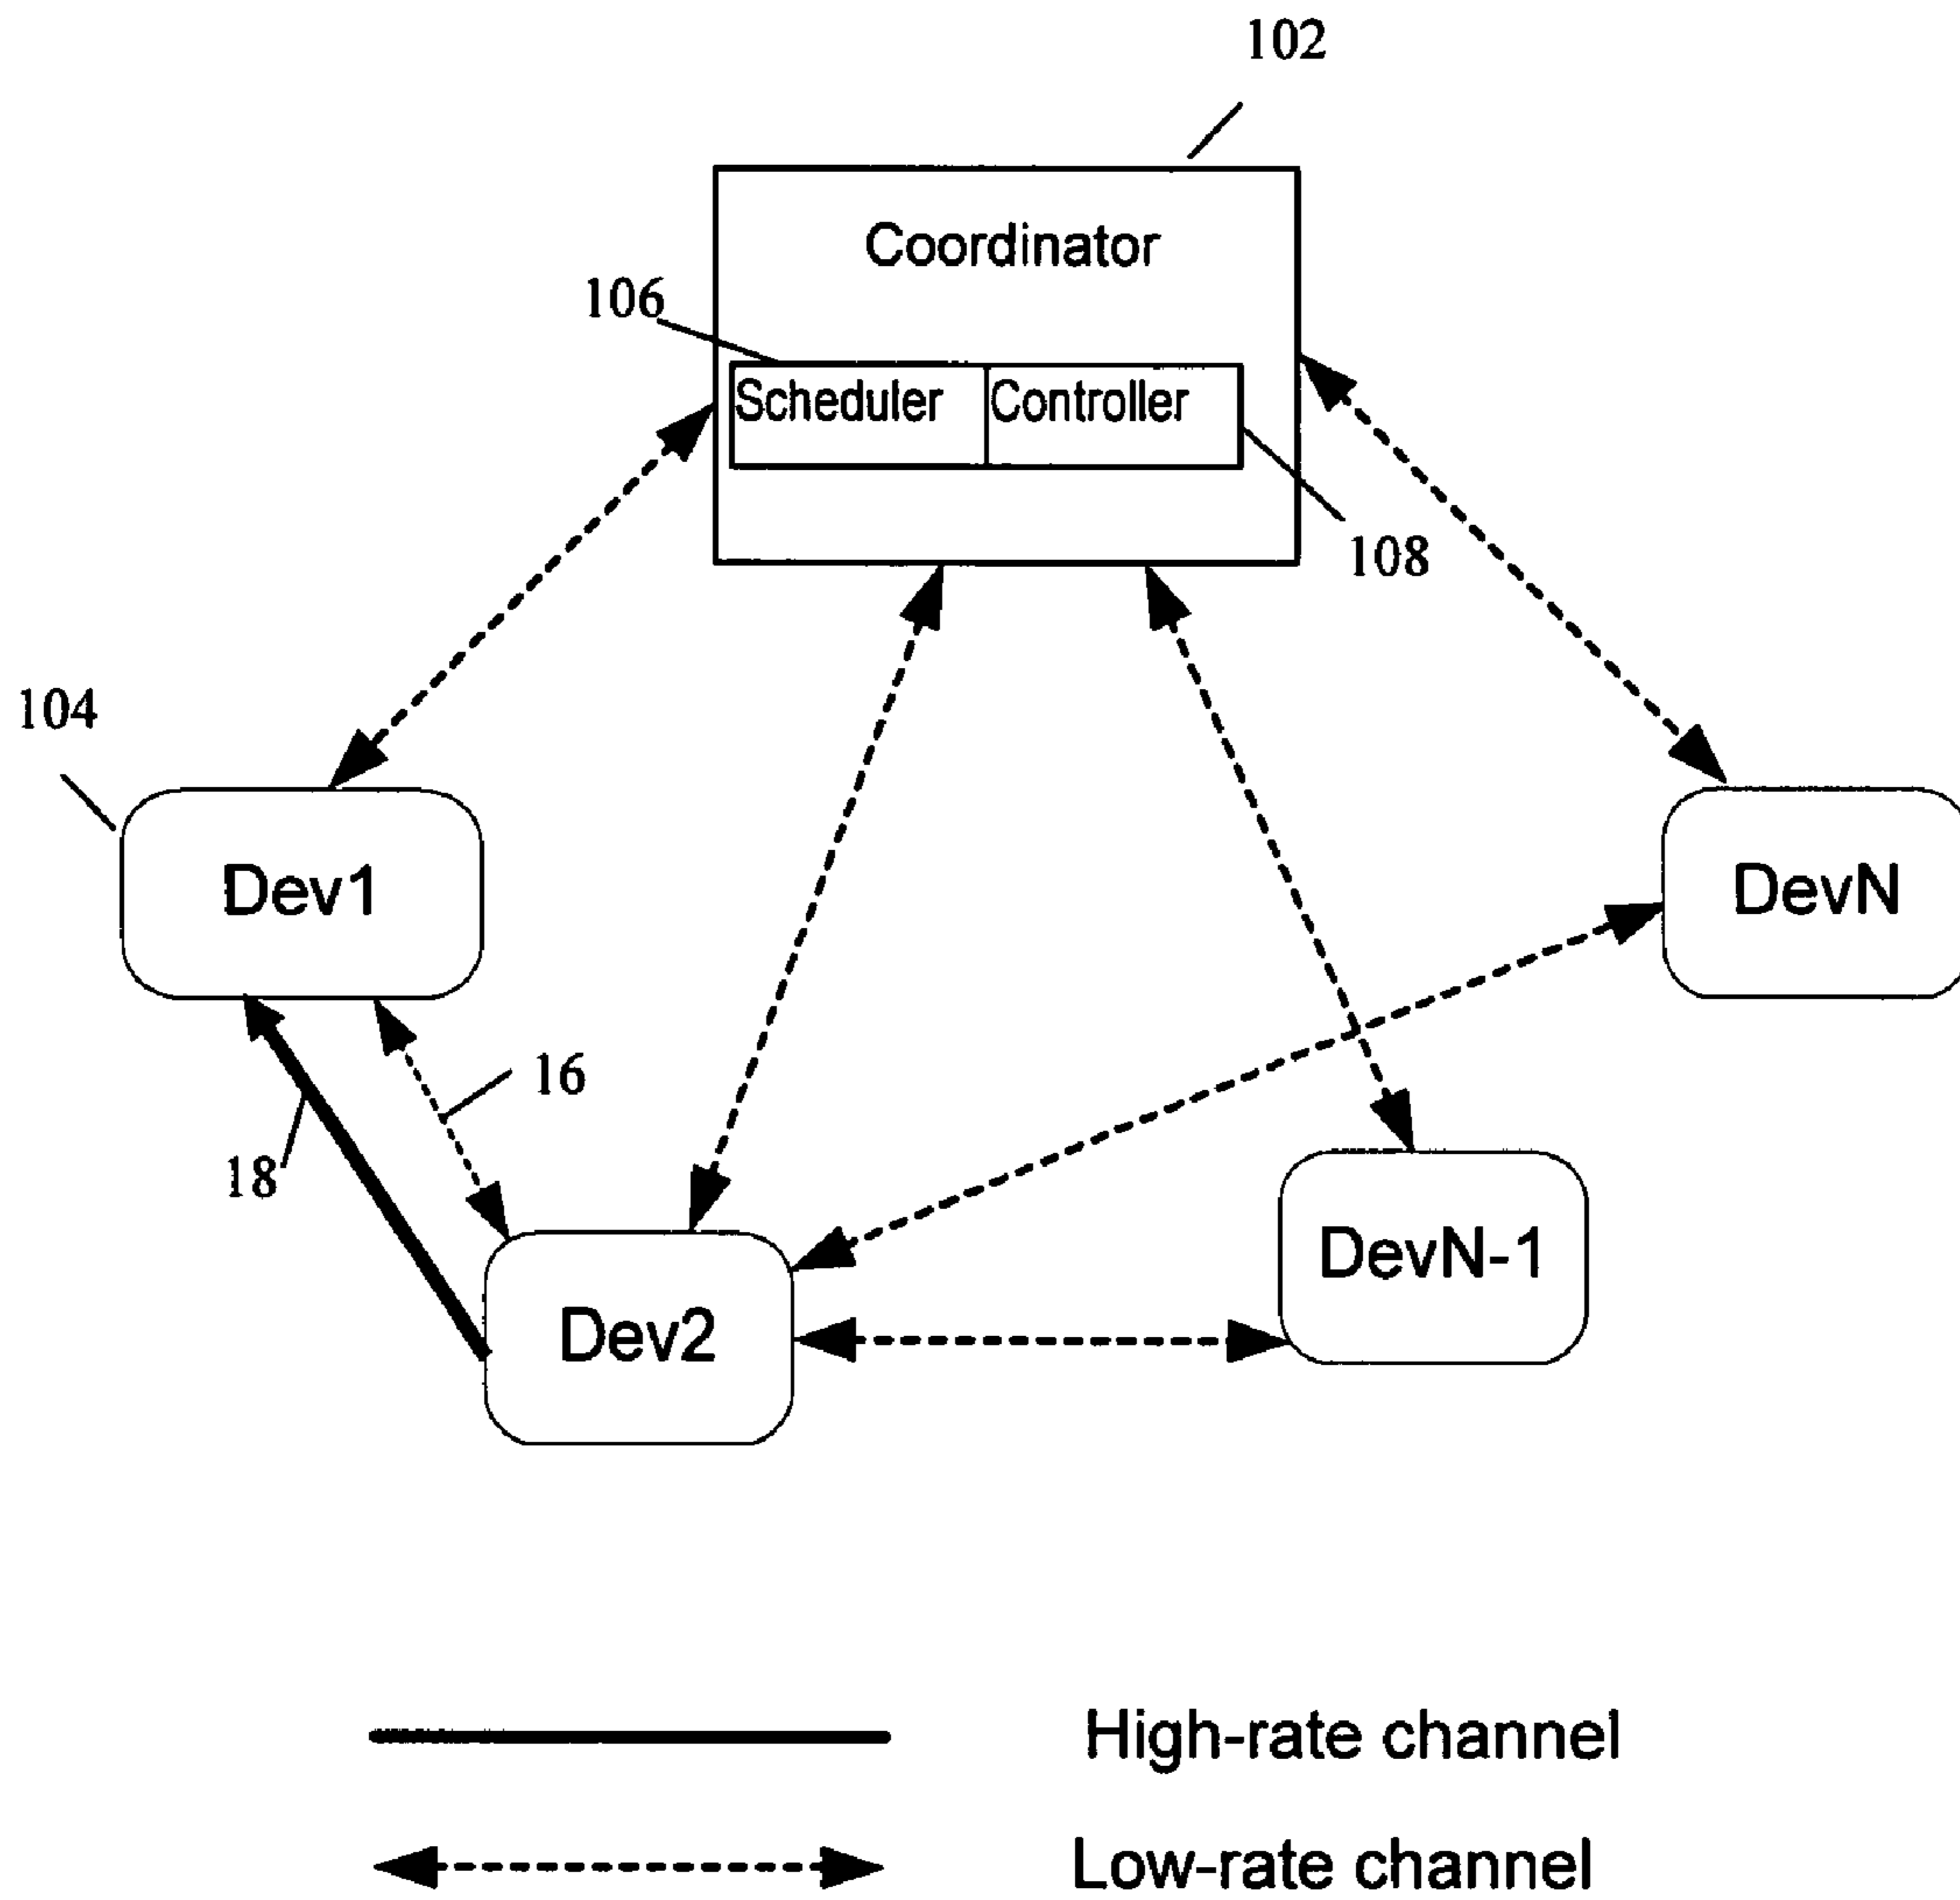 102
Coordinator
106
Scheduler Controller
108
104
Dev1
DevN
16
18
DevN-1
Dev2
High-rate channel
Low-rate channel